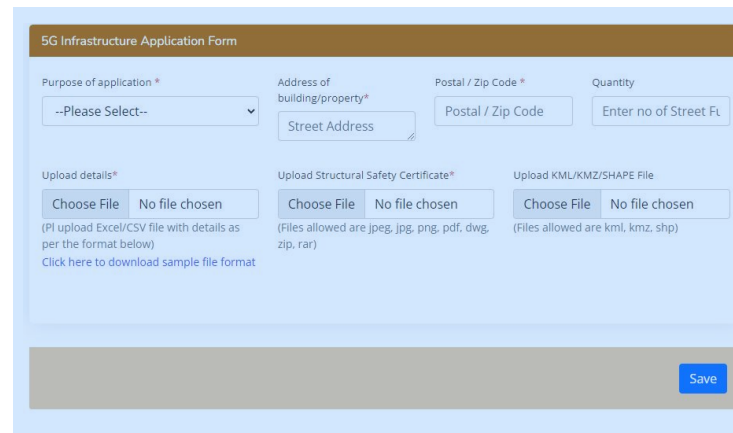 5G Infrastructure Application Form
Purpose of application *
Address of
building/property*
Postal / Zip Code *
Quantity
--Please Select--
Street Address
Postal / Zip Code
Enter no of Street
Upload details*
Upload Structural Safety Certificate*
Upload KML/KMZ/SHAPE File
Choose File No file chosen
Choose File No file chosen
Choose File No file chosen
(Pl upload Excel/CSV file with details as
per the format below)
(Files allowed are jpeg, jpg, png, pdf, dwg,
zip, rar)
(Files allowed are kml, kmz, shp)
Click here to download sample file format
Save